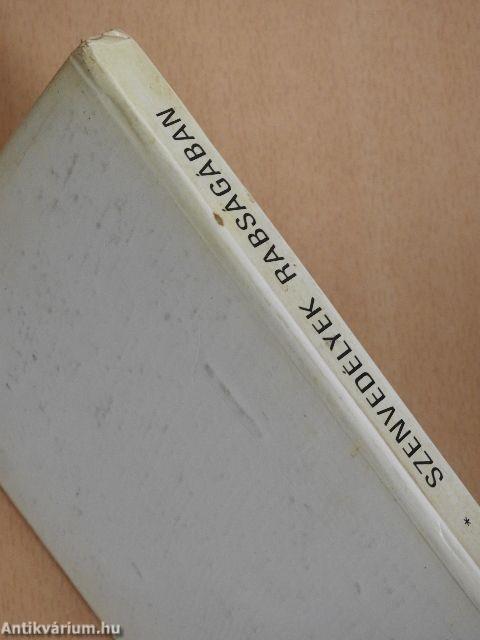 * SZENVEDÉLYEK RABSÁGÁBAN
Antikvárium.hu